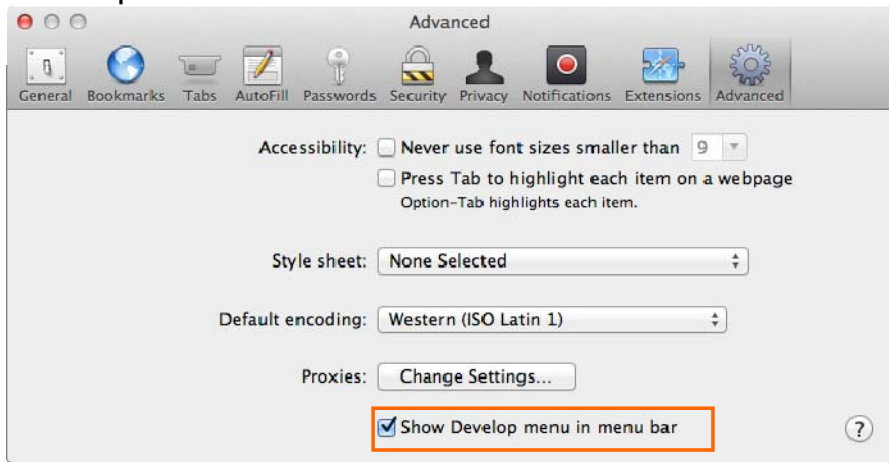 Advanced
General Bookmarks Tabs AutoFill Passwords Security Privacy Notifications Extensions Advanced
Accessibility: Never use font sizes smaller than 9
Press Tab to highlight each item on a webpage
Option-Tab highlights each item.
Style sheet: None Selected
Default encoding: Western (ISO Latin 1)
Proxies: Change Settings...
Show Develop menu in menu bar ?